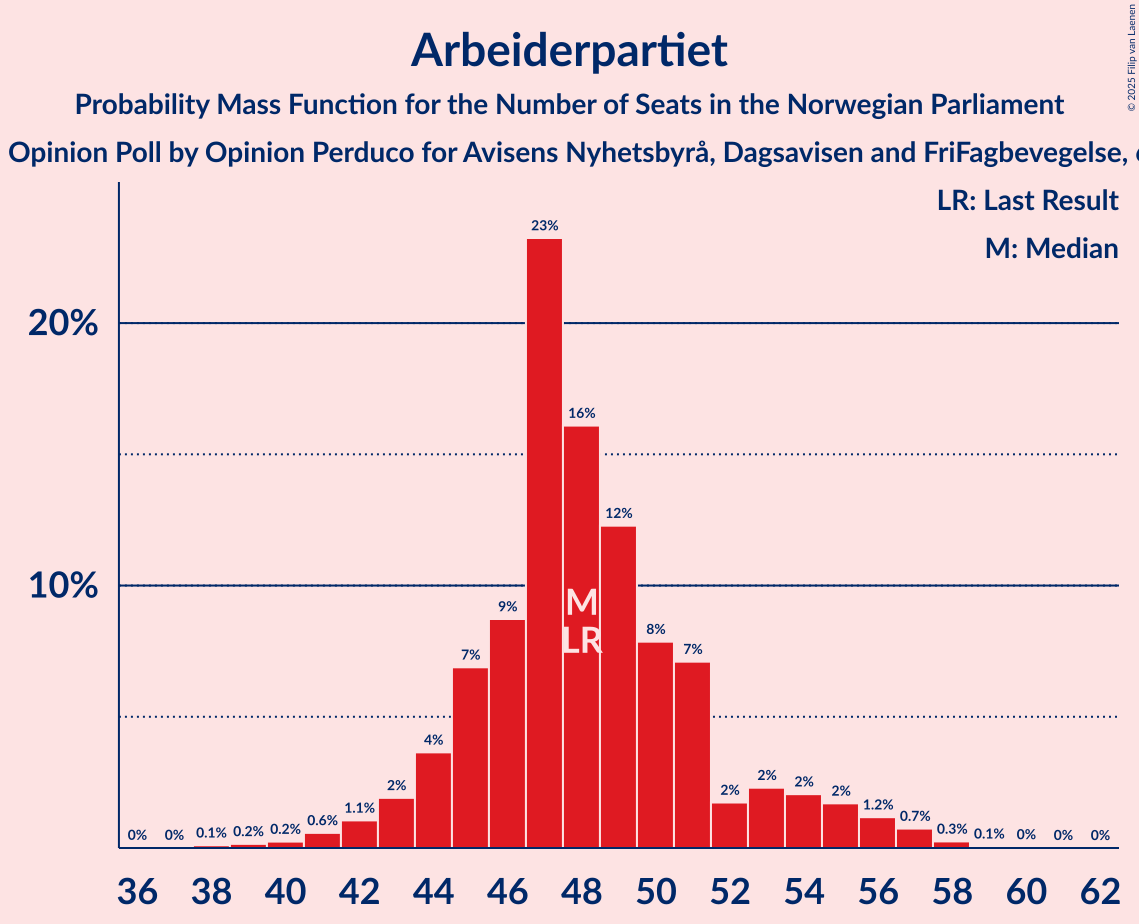 Arbeiderpartiet
Probability Mass Function for the Number of Seats in the Norwegian Parliament
Opinion Poll by Opinion Perduco for Avisens Nyhetsbyrå, Dagsavisen and FriFagbevegelse,
© 2025 Filip van Laenen
LR: Last Result
M: Median
20%
10%
0% 0% 0.1% 0.2% 0.2% 0.6% 1.1% 2% 4% 7% 9% 23% 16% 12% 8% 7% 2% 2% 2% 2% 1.2% 0.7% 0.3% 0.1% 0% 0% 0%
M
LR
36 38 40 42 44 46 48 50 52 54 56 58 60 62